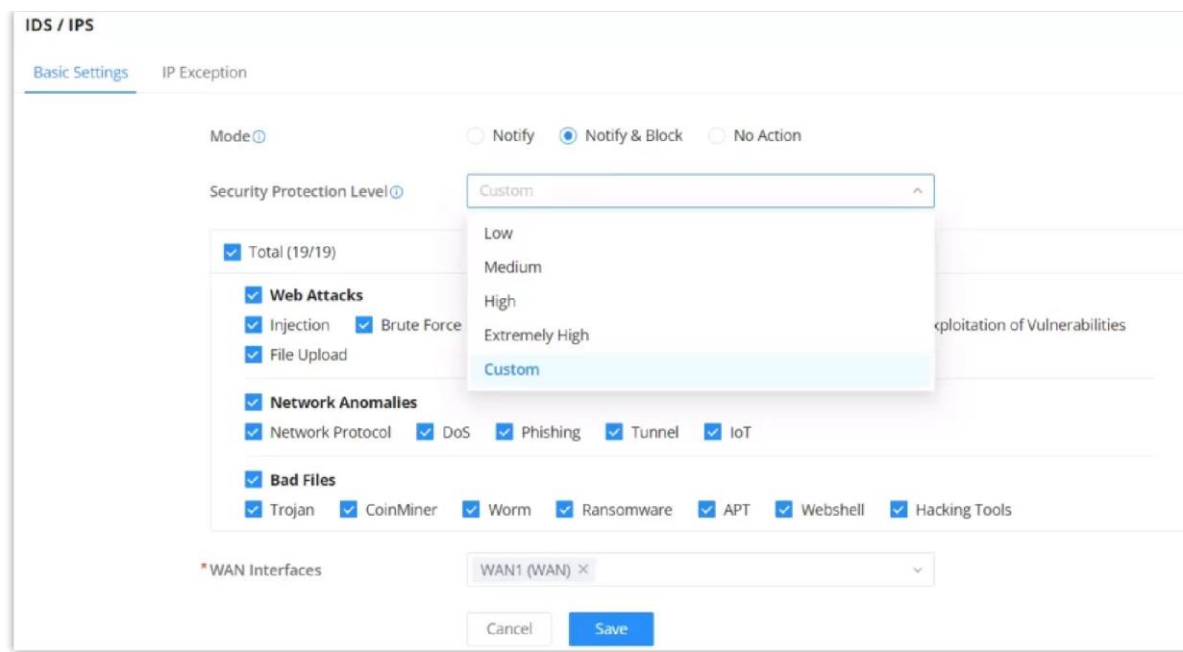 IDS / IPS
Basic Settings IP Exception
Mode Notify Notify & Block No Action
Security Protection Level Custom
Low
Medium
High
Extremely High
Custom
Total (19/19)
Web Attacks
Injection Brute Force of Vulnerabilities
File Upload
Network Anomalies
Network Protocol DoS Phishing Tunnel IoT
Bad Files
Trojan CoinMiner Worm Ransomware APT Webshell Hacking Tools
*WAN Interfaces WAN1 (WAN) ×
Cancel Save